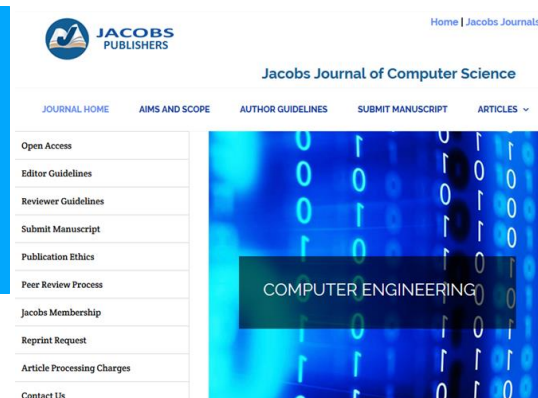 JACOBS
PUBLISHERS
Home | Jacobs Journals
Jacobs Journal of Computer Science
JOURNAL HOME AIMS AND SCOPE AUTHOR GUIDELINES SUBMIT MANUSCRIPT ARTICLES
Open Access
Editor Guidelines
Reviewer Guidelines
Submit Manuscript
Publication Ethics
Peer Review Process
Jacobs Membership
Reprint Request
Article Processing Charges
Contact Us
COMPUTER ENGINEERING